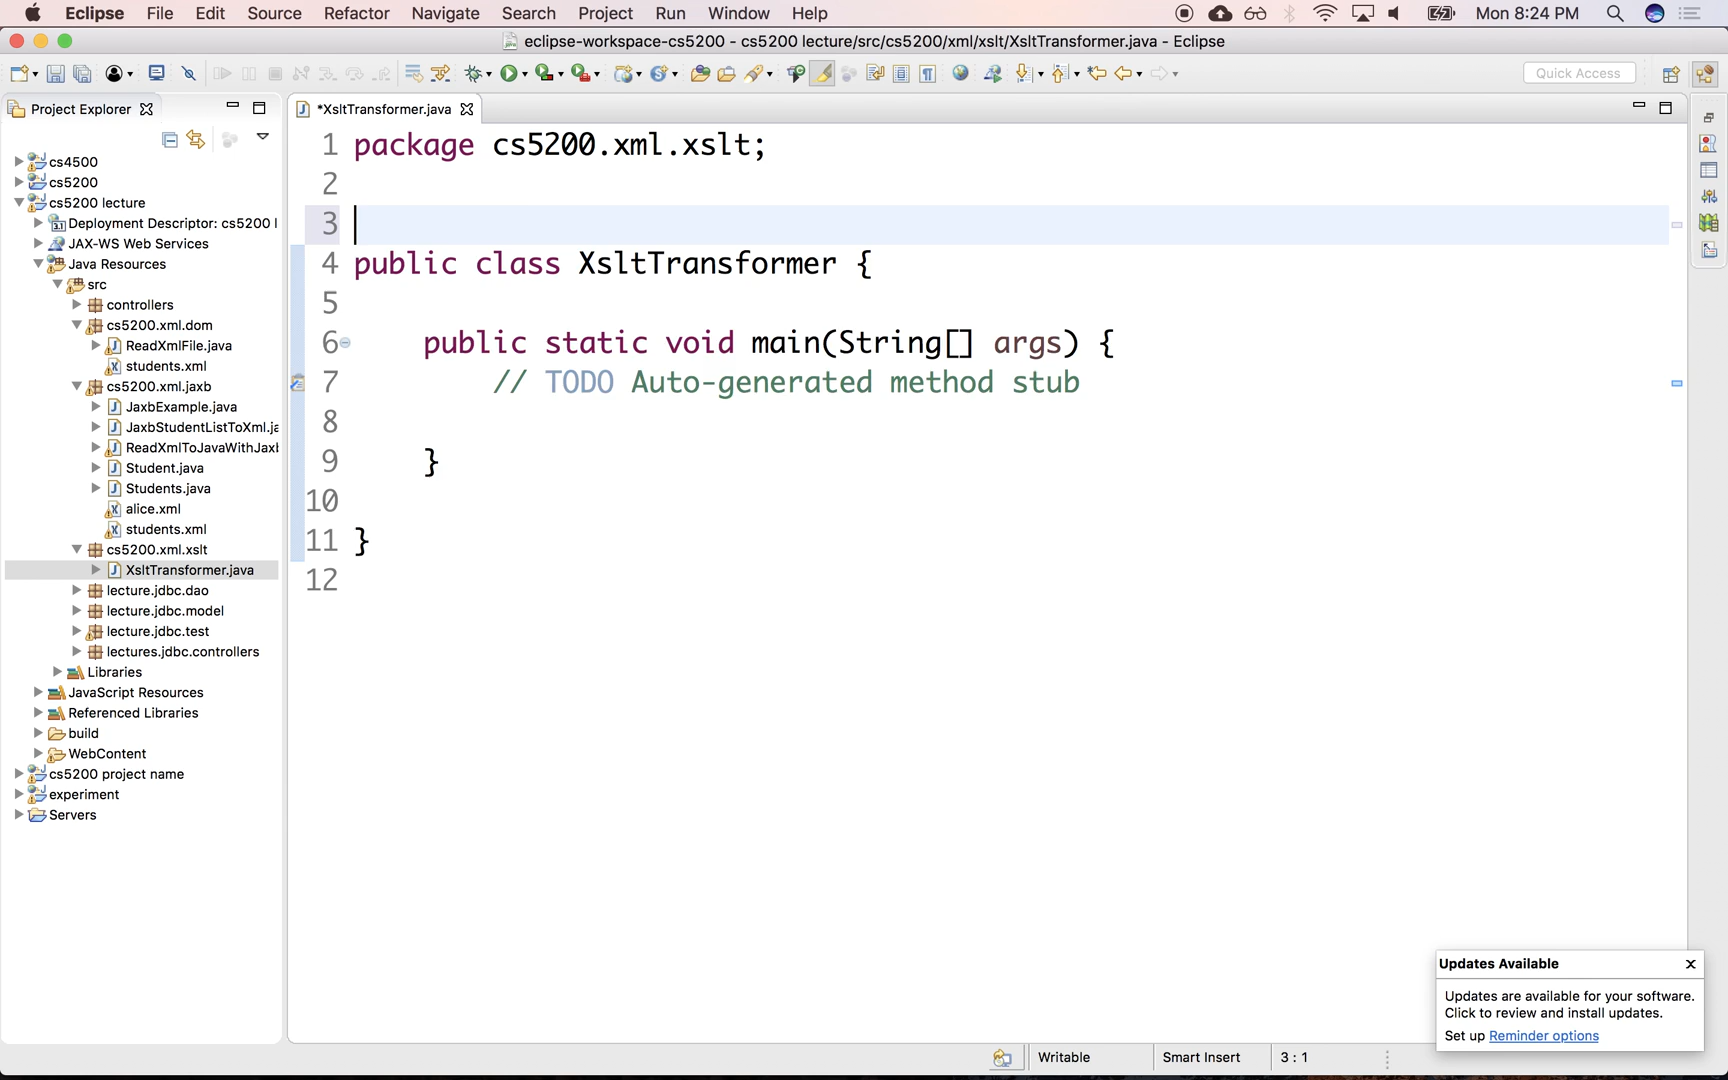 Eclipse File Edit Source Refactor Navigate Search Project Run Window Help Mon 8:24 PM
eclipse-workspace-cs5200 - cs5200 lecture/src/cs5200/xml/xslt/XsltTransformer.java - Eclipse
Quick Access
Project Explorer
*XsltTransformer.java
cs4500
cs5200
cs5200 lecture
Deployment Descriptor: cs5200 l
JAX-WS Web Services
Java Resources
src
controllers
cs5200.xml.dom
ReadXmlFile.java
students.xml
cs5200.xml.jaxb
JaxbExample.java
JaxbStudentListToXml.ja
ReadXmlToJavaWithJaxb
Student.java
Students.java
alice.xml
students.xml
cs5200.xml.xslt
XsltTransformer.java
lecture.jdbc.dao
lecture.jdbc.model
lecture.jdbc.test
lectures.jdbc.controllers
Libraries
JavaScript Resources
Referenced Libraries
build
WebContent
cs5200 project name
experiment
Servers
1 package cs5200.xml.xslt;
2
3
4 public class XsltTransformer {
5
6 public static void main(String[] args) {
7 // TODO Auto-generated method stub
8
9 }
10
11 }
12
Updates Available
Updates are available for your software.
Click to review and install updates.
Set up Reminder options
Writable Smart Insert 3 : 1